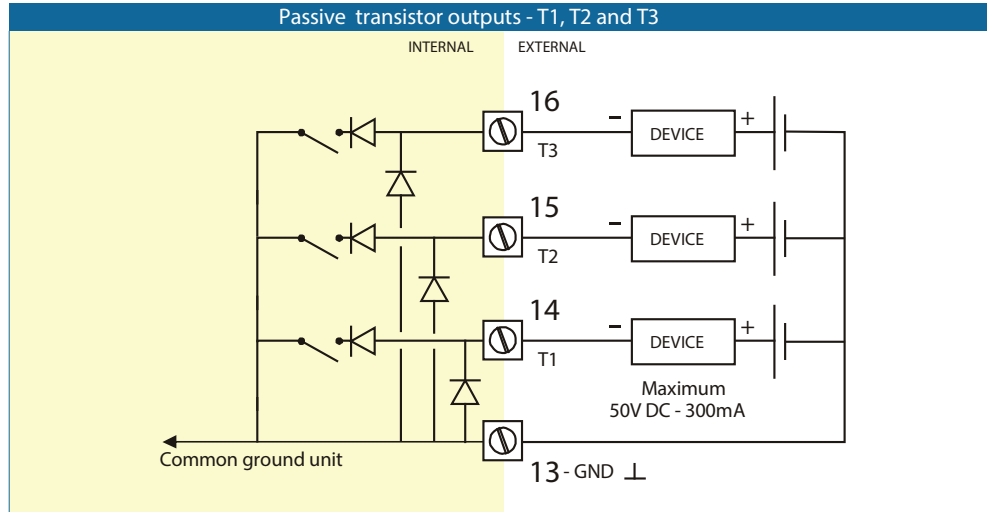 Passive transistor outputs - T1, T2 and T3
INTERNAL
EXTERNAL
16
T3
− DEVICE +
15
T2
− DEVICE +
14
T1
− DEVICE +
Maximum
50V DC - 300mA
Common ground unit
13 - GND ⊥